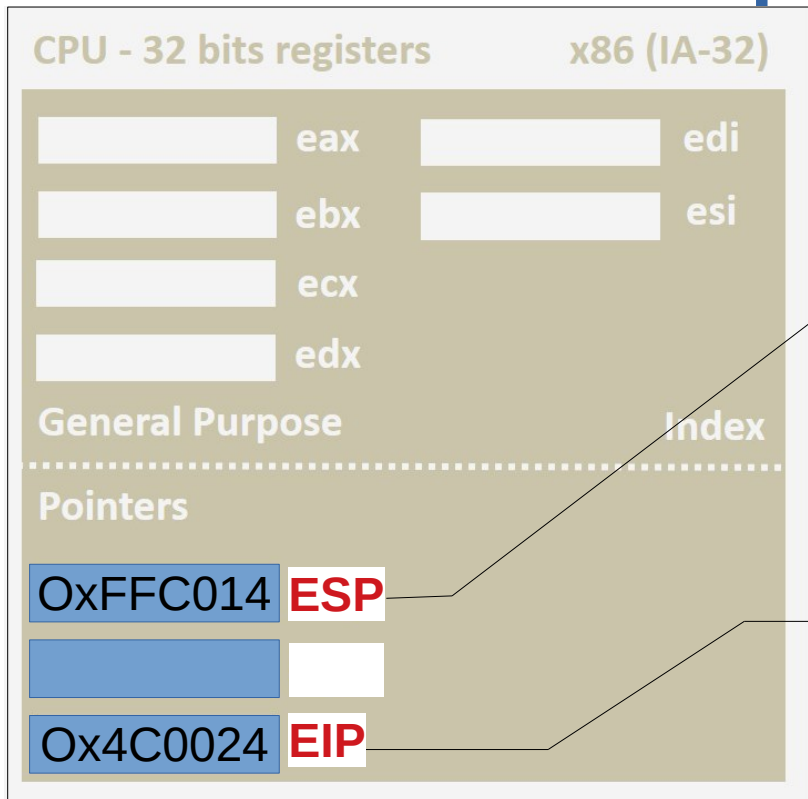 CPU - 32 bits registers x86 (IA-32)
eax edi
ebx esi
ecx
edx
General Purpose Index
Pointers
OxFFC014 ESP
Ox4C0024 EIP